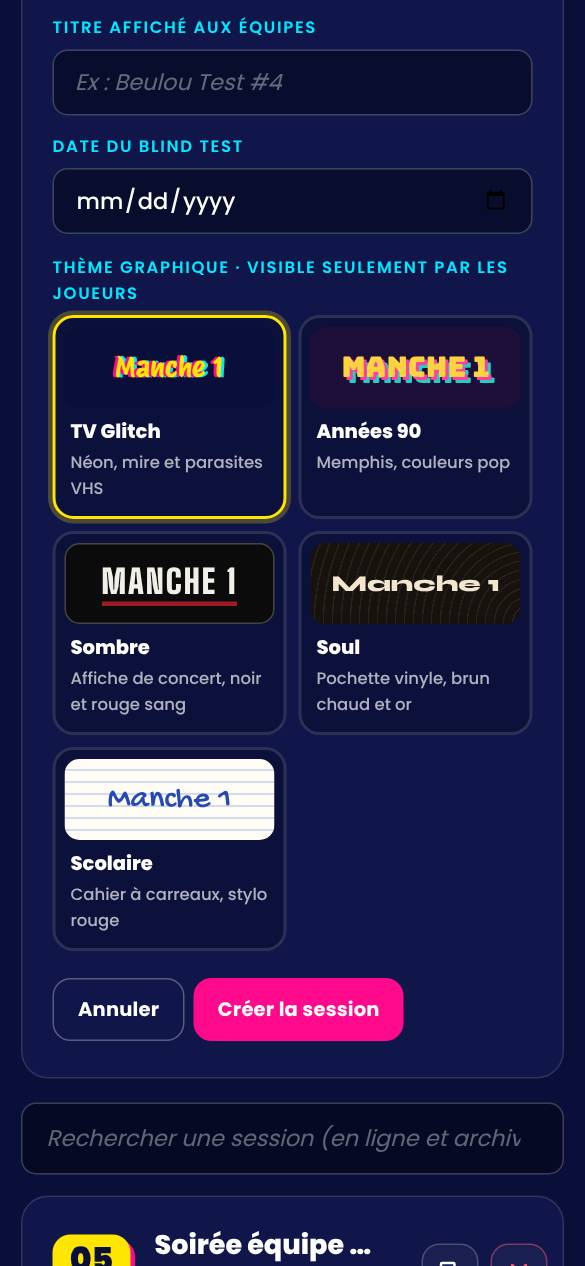 TITRE AFFICHÉ AUX ÉQUIPES
Ex : Beulou Test #4
DATE DU BLIND TEST
mm/dd/yyyy
THÈME GRAPHIQUE · VISIBLE SEULEMENT PAR LES
JOUEURS
Manche 1
TV Glitch
Néon, mire et parasites
VHS
MANCHE 1
Années 90
Memphis, couleurs pop
MANCHE 1
Sombre
Affiche de concert, noir
et rouge sang
Manche 1
Soul
Pochette vinyle, brun
chaud et or
Manche 1
Scolaire
Cahier à carreaux, stylo
rouge
Annuler
Créer la session
Rechercher une session (en ligne et archiv
05
Soirée équipe ...